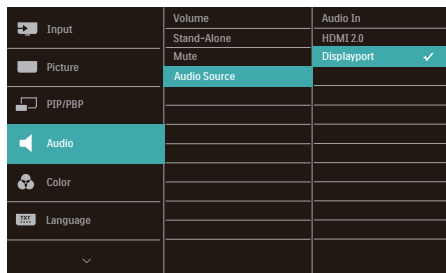 Input
Picture
PIP/PBP
Audio
Color
TXT
Language
Volume
Stand-Alone
Mute
Audio Source
Audio In
HDMI 2.0
Displayport